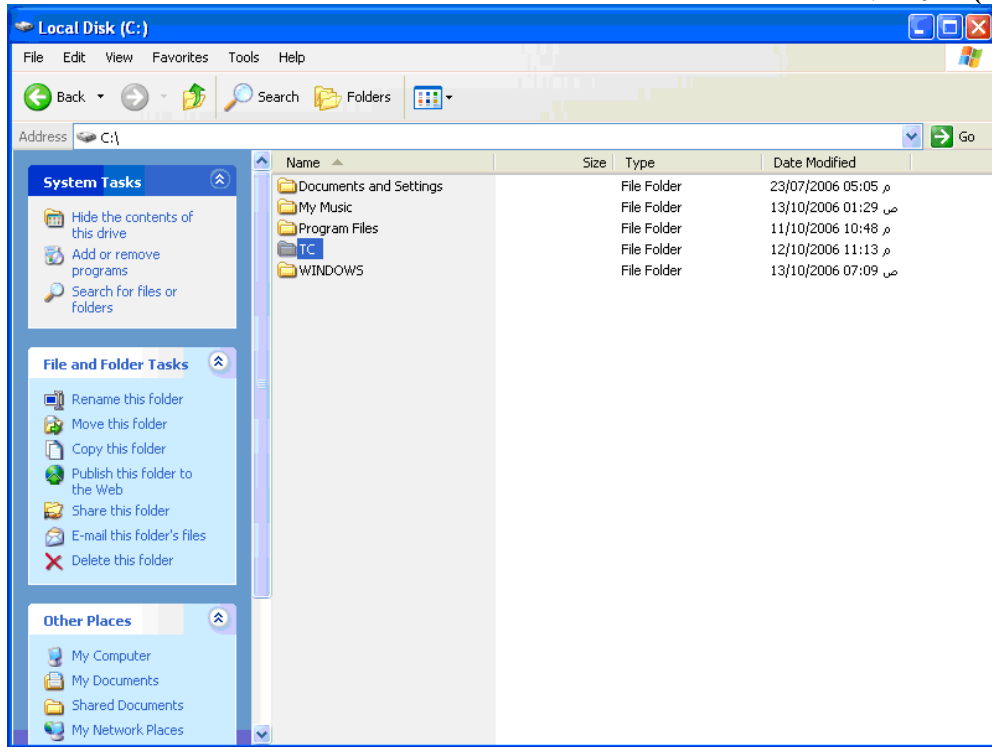 Local Disk (C:)
File Edit View Favorites Tools Help
Back Search Folders
Address C:\ Go
Name Size Type Date Modified
Documents and Settings File Folder 23/07/2006 05:05 م
My Music File Folder 13/10/2006 01:29 ص
Program Files File Folder 11/10/2006 10:48 م
TC File Folder 12/10/2006 11:13 م
WINDOWS File Folder 13/10/2006 07:09 ص
System Tasks
Hide the contents of
this drive
Add or remove
programs
Search for files or
folders
File and Folder Tasks
Rename this folder
Move this folder
Copy this folder
Publish this folder to
the Web
Share this folder
E-mail this folder's files
Delete this folder
Other Places
My Computer
My Documents
Shared Documents
My Network Places